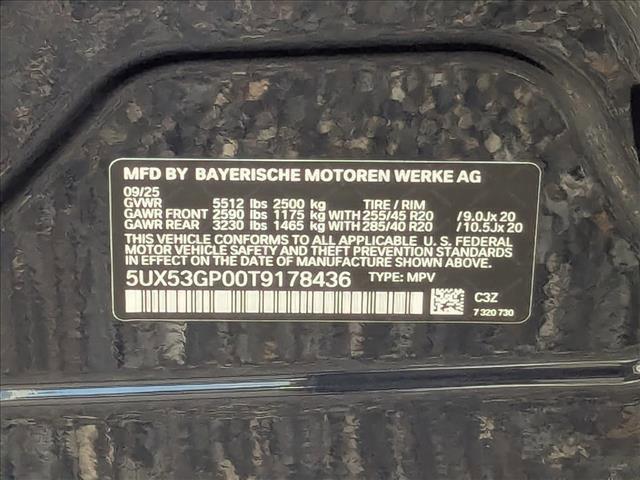 MFD BY BAYERISCHE MOTOREN WERKE AG
09/25
GVWR 5512 lbs 2500 kg TIRE / RIM
GAWR FRONT 2590 lbs 1175 kg WITH 255/45 R20 / 9.0Jx 20
GAWR REAR 3230 lbs 1465 kg WITH 285/40 R20 / 10.5Jx 20
THIS VEHICLE CONFORMS TO ALL APPLICABLE U. S. FEDERAL
MOTOR VEHICLE SAFETY AND THEFT PREVENTION STANDARDS
IN EFFECT ON THE DATE OF MANUFACTURE SHOWN ABOVE.
5UX53GP00T9178436 TYPE: MPV
C3Z
7 320 730